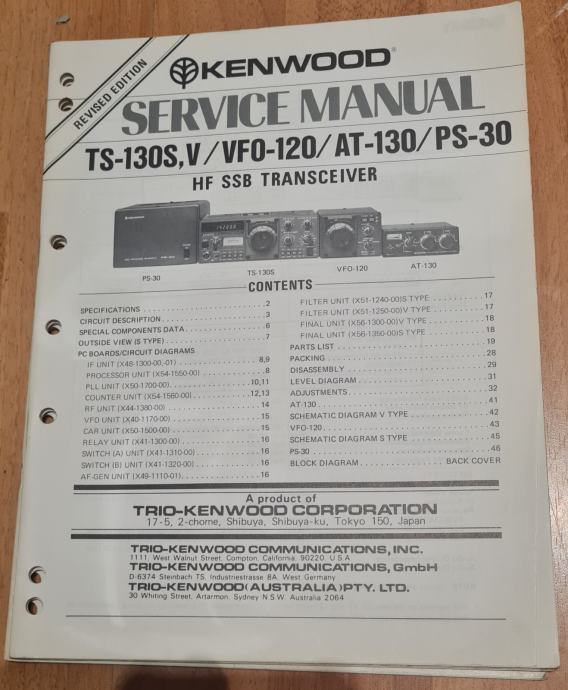 REVISED EDITION
KENWOOD®
SERVICE MANUAL
TS-130S,V/VFO-120/AT-130/PS-30
HF SSB TRANSCEIVER
KENWOOD
PS-30
TS-130S
VFO-120
AT-130
CONTENTS
SPECIFICATIONS 2
CIRCUIT DESCRIPTION 3
SPECIAL COMPONENTS DATA 6
OUTSIDE VIEW (S TYPE) 7
PC BOARDS/CIRCUIT DIAGRAMS
IF UNIT (X48-1300-00,-01) 8,9
PROCESSOR UNIT (X54-1550-00) 8
PLL UNIT (X50-1700-00) 10,11
COUNTER UNIT (X54-1560-00) 12,13
RF UNIT (X44-1380-00) 14
VFO UNIT (X40-1170-00) 15
CAR UNIT (X50-1500-00) 15
RELAY UNIT (X41-1300-00) 16
SWITCH (A) UNIT (X41-1310-00) 16
SWITCH (B) UNIT (X41-1320-00) 16
AF-GEN UNIT (X49-1110-01) 16
FILTER UNIT (X51-1240-00)S TYPE 17
FILTER UNIT (X51-1250-00)V TYPE 17
FINAL UNIT (X56-1300-00)V TYPE 18
FINAL UNIT (X56-1350-00)S TYPE 18
PARTS LIST 19
PACKING 28
DISASSEMBLY 29
LEVEL DIAGRAM 31
ADJUSTMENTS 32
AT-130 41
SCHEMATIC DIAGRAM V TYPE 42
VFO-120 43
SCHEMATIC DIAGRAM S TYPE 45
PS-30 46
BLOCK DIAGRAM BACK COVER
A product of
TRIO-KENWOOD CORPORATION
17-5, 2-chome, Shibuya, Shibuya-ku, Tokyo 150, Japan
TRIO-KENWOOD COMMUNICATIONS, INC.
1111, West Walnut Street, Compton, California, 90220, U.S.A
TRIO-KENWOOD COMMUNICATIONS, GmbH
D-6374 Steinbach TS, Industriestrasse 8A, West Germany
TRIO-KENWOOD (AUSTRALIA) PTY. LTD.
30 Whiting Street, Artarmon, Sydney N.S.W. Australia 2064